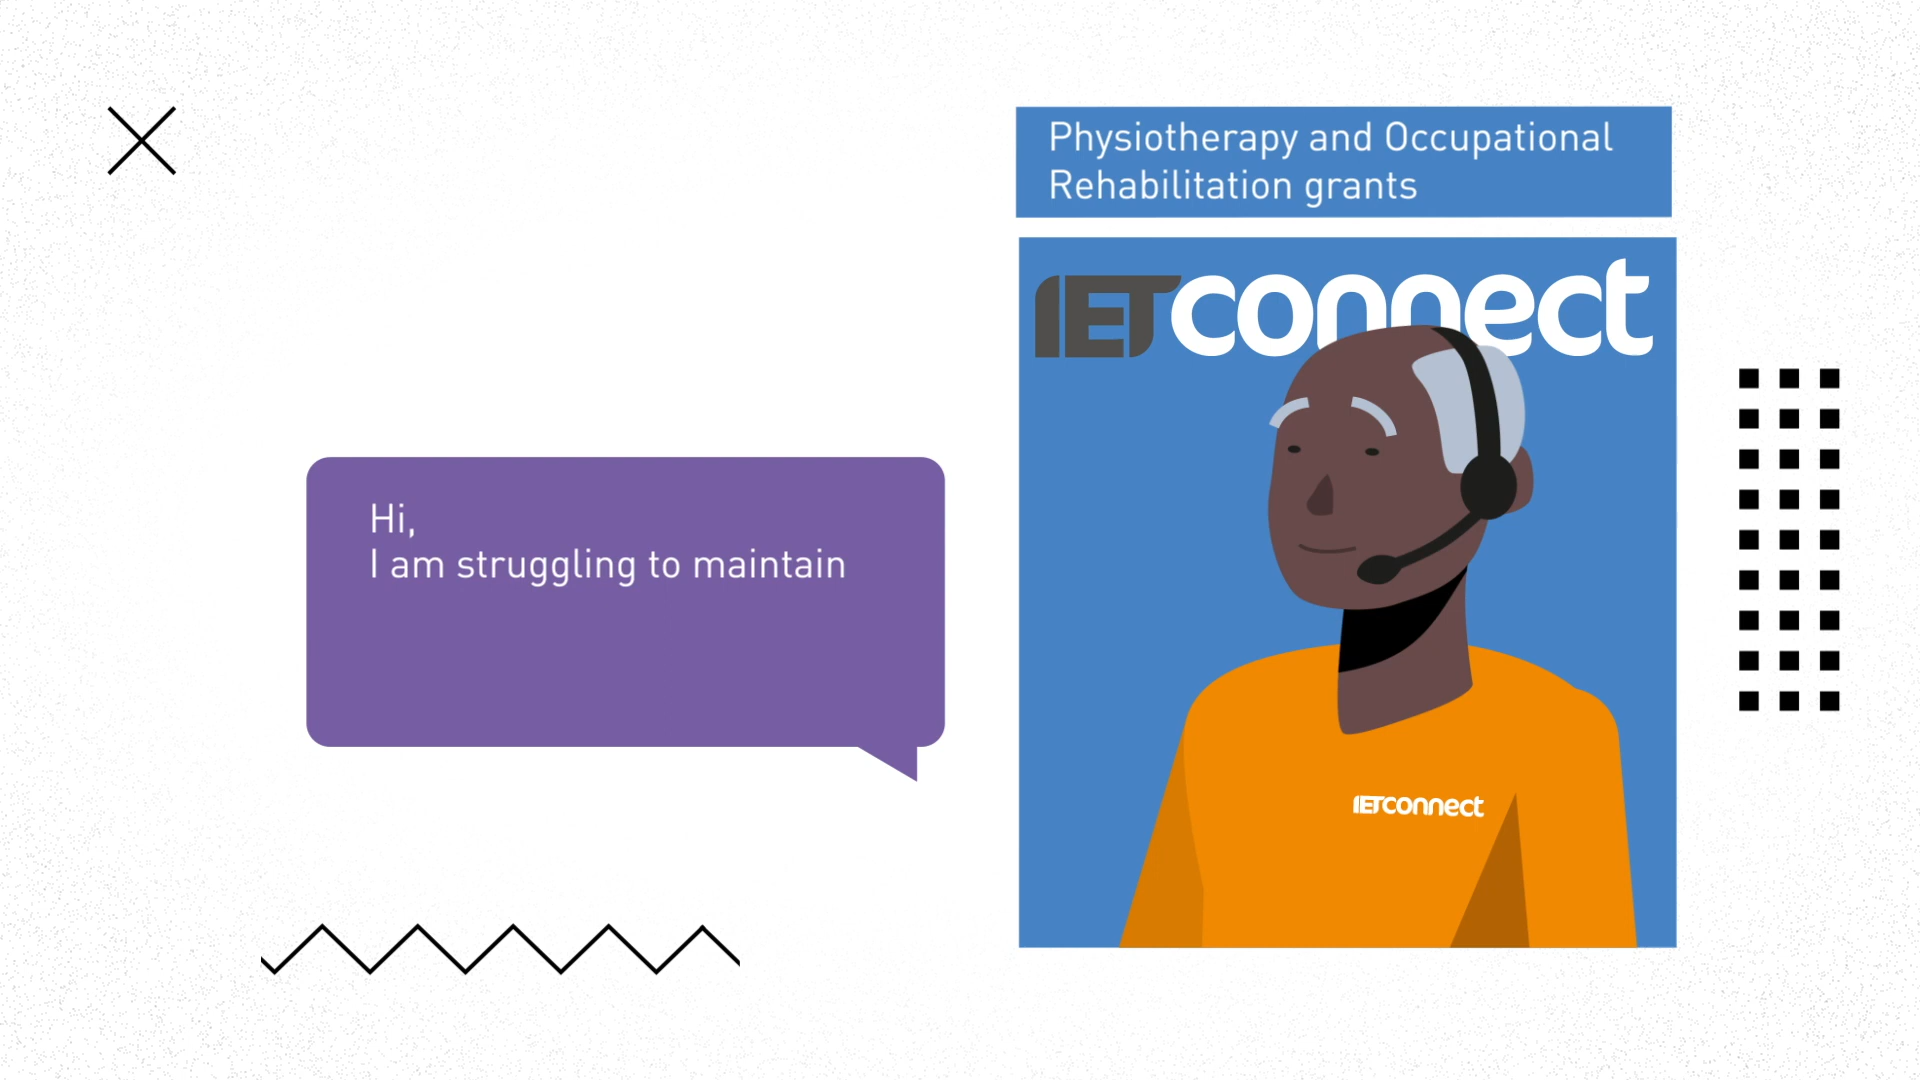 Physiotherapy and Occupational
Rehabilitation grants
IETconnect
Hi,
I am struggling to maintain
IETconnect